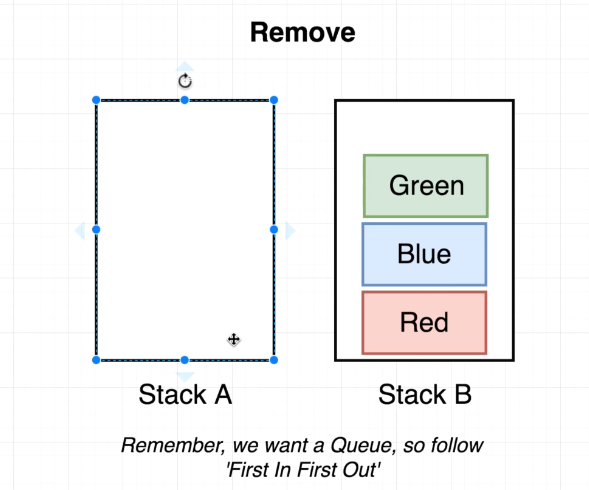 Remove
Green
Blue
Red
Stack A
Stack B
Remember, we want a Queue, so follow
'First In First Out'